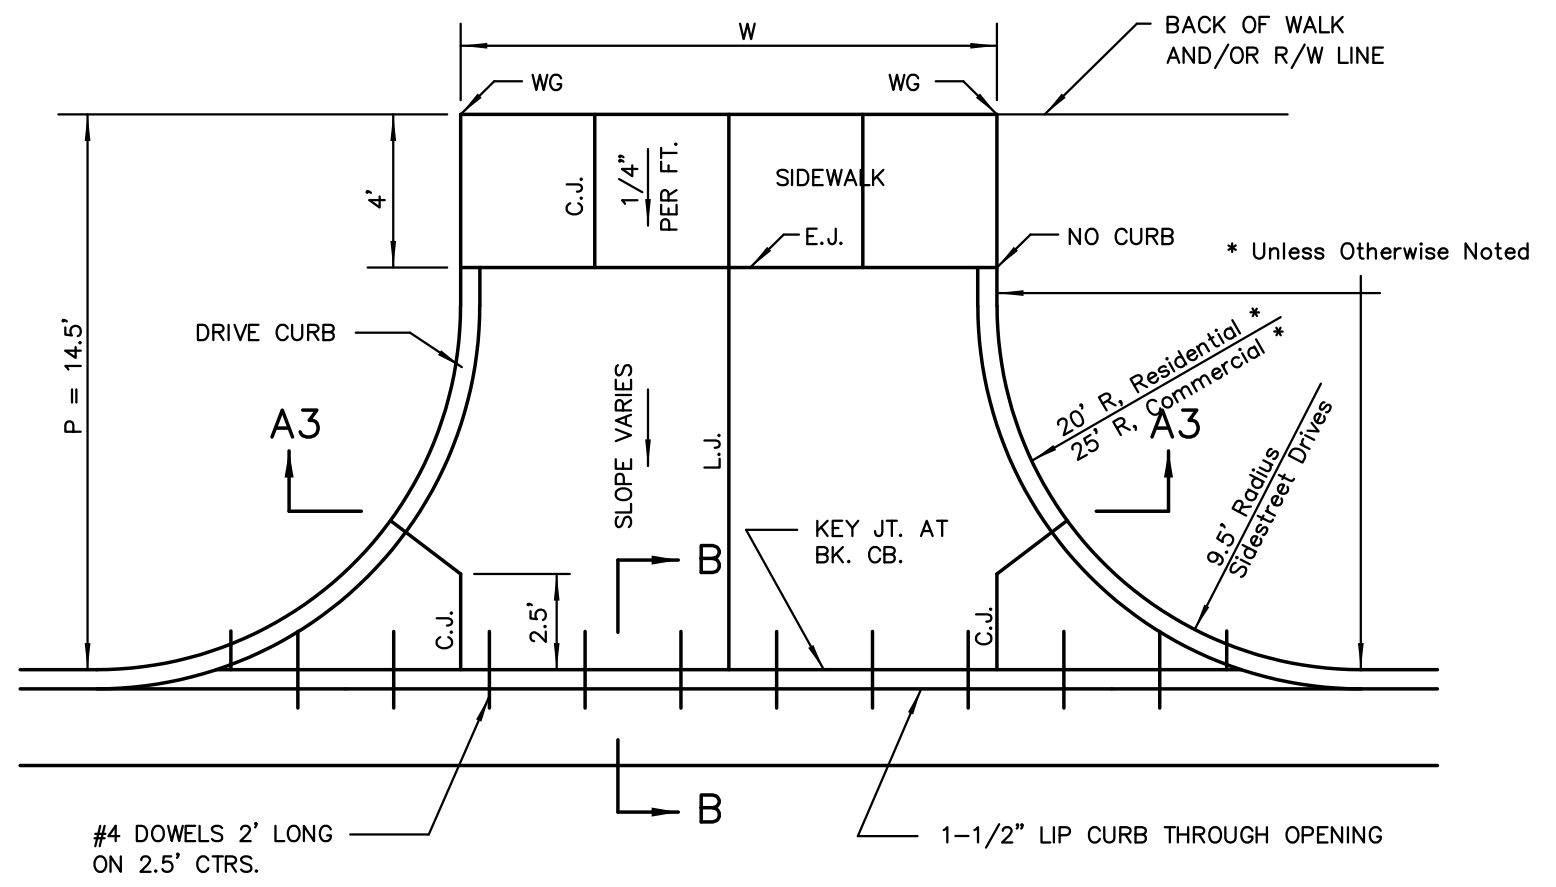 BACK OF WALK
AND/OR R/W LINE
W
WG
WG
4'
C.J.
1/4"
PER FT.
SIDEWALK
E.J.
NO CURB
* Unless Otherwise Noted
P = 14.5'
DRIVE CURB
20' R, Residential *
25' R, Commercial *
A3
A3
SLOPE VARIES
L.J.
9.5' Radius
Sidestreet Drives
KEY JT. AT
BK. CB.
B
C.J.
2.5'
C.J.
B
#4 DOWELS 2' LONG
ON 2.5' CTRS.
1-1/2" LIP CURB THROUGH OPENING